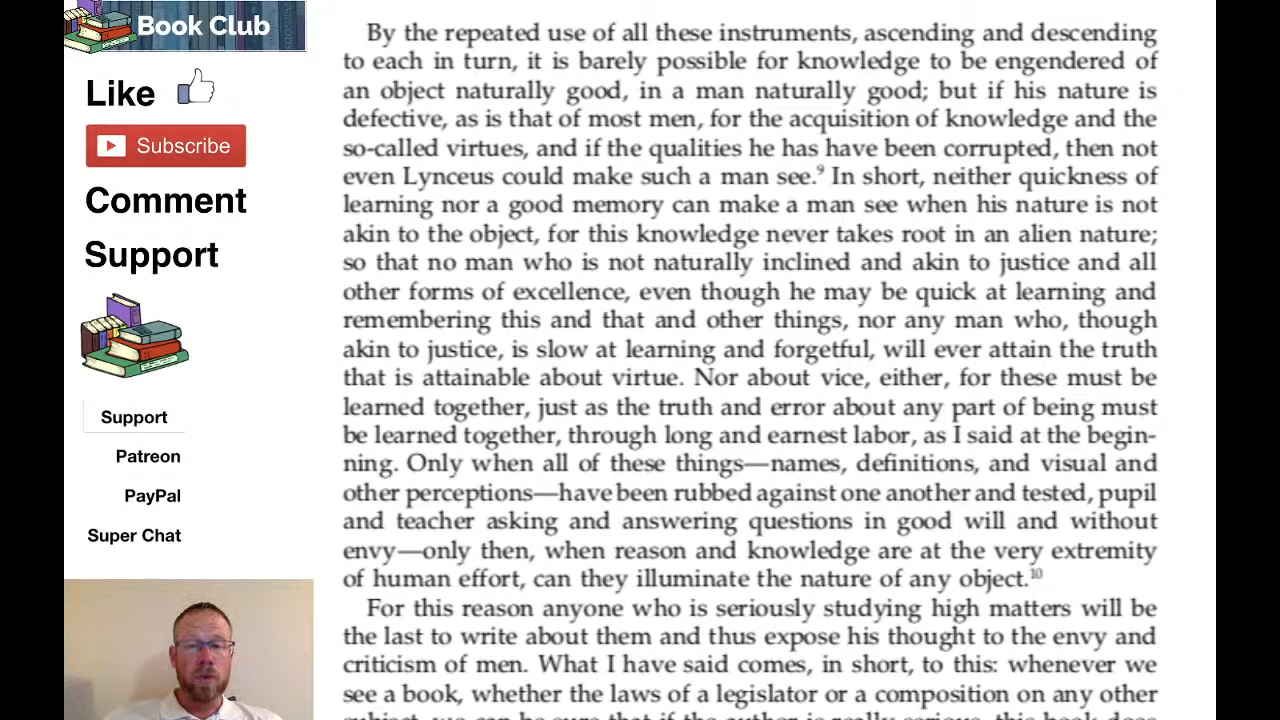 Book Club
Like
Subscribe
Comment
Support
Support
Patreon
PayPal
Super Chat
By the repeated use of all these instruments, ascending and descending
to each in turn, it is barely possible for knowledge to be engendered of
an object naturally good, in a man naturally good; but if his nature is
defective, as is that of most men, for the acquisition of knowledge and the
so-called virtues, and if the qualities he has have been corrupted, then not
even Lynceus could make such a man see.⁹ In short, neither quickness of
learning nor a good memory can make a man see when his nature is not
akin to the object, for this knowledge never takes root in an alien nature;
so that no man who is not naturally inclined and akin to justice and all
other forms of excellence, even though he may be quick at learning and
remembering this and that and other things, nor any man who, though
akin to justice, is slow at learning and forgetful, will ever attain the truth
that is attainable about virtue. Nor about vice, either, for these must be
learned together, just as the truth and error about any part of being must
be learned together, through long and earnest labor, as I said at the begin-
ning. Only when all of these things—names, definitions, and visual and
other perceptions—have been rubbed against one another and tested, pupil
and teacher asking and answering questions in good will and without
envy—only then, when reason and knowledge are at the very extremity
of human effort, can they illuminate the nature of any object.¹⁰
For this reason anyone who is seriously studying high matters will be
the last to write about them and thus expose his thought to the envy and
criticism of men. What I have said comes, in short, to this: whenever we
see a book, whether the laws of a legislator or a composition on any other
subject, we can be sure that if the author is really serious, this book does